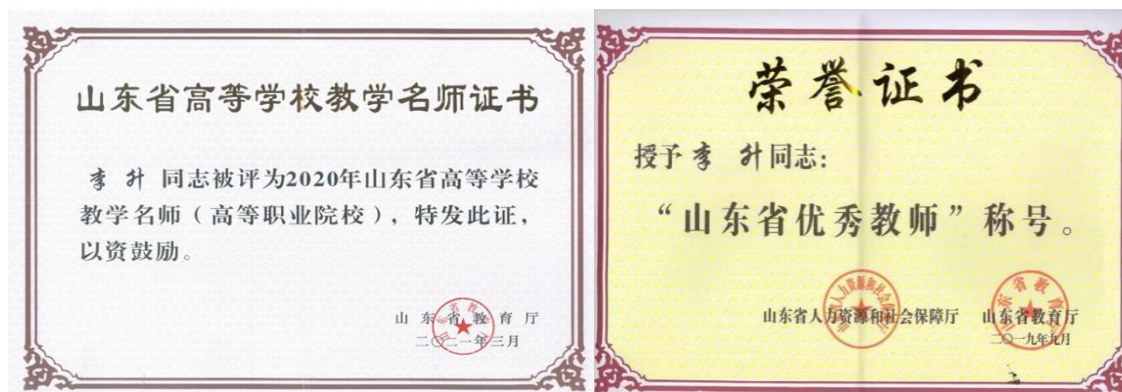 山东省高等学校教学名师证书
李升 同志被评为2020年山东省高等学校
教学名师（高等职业院校），特发此证，
以资鼓励。
山东省教育厅
二〇二一年三月
荣誉证书
授予李升同志：
“山东省优秀教师”称号。
山东省人力资源和社会保障厅 山东省教育厅
二〇一九年九月